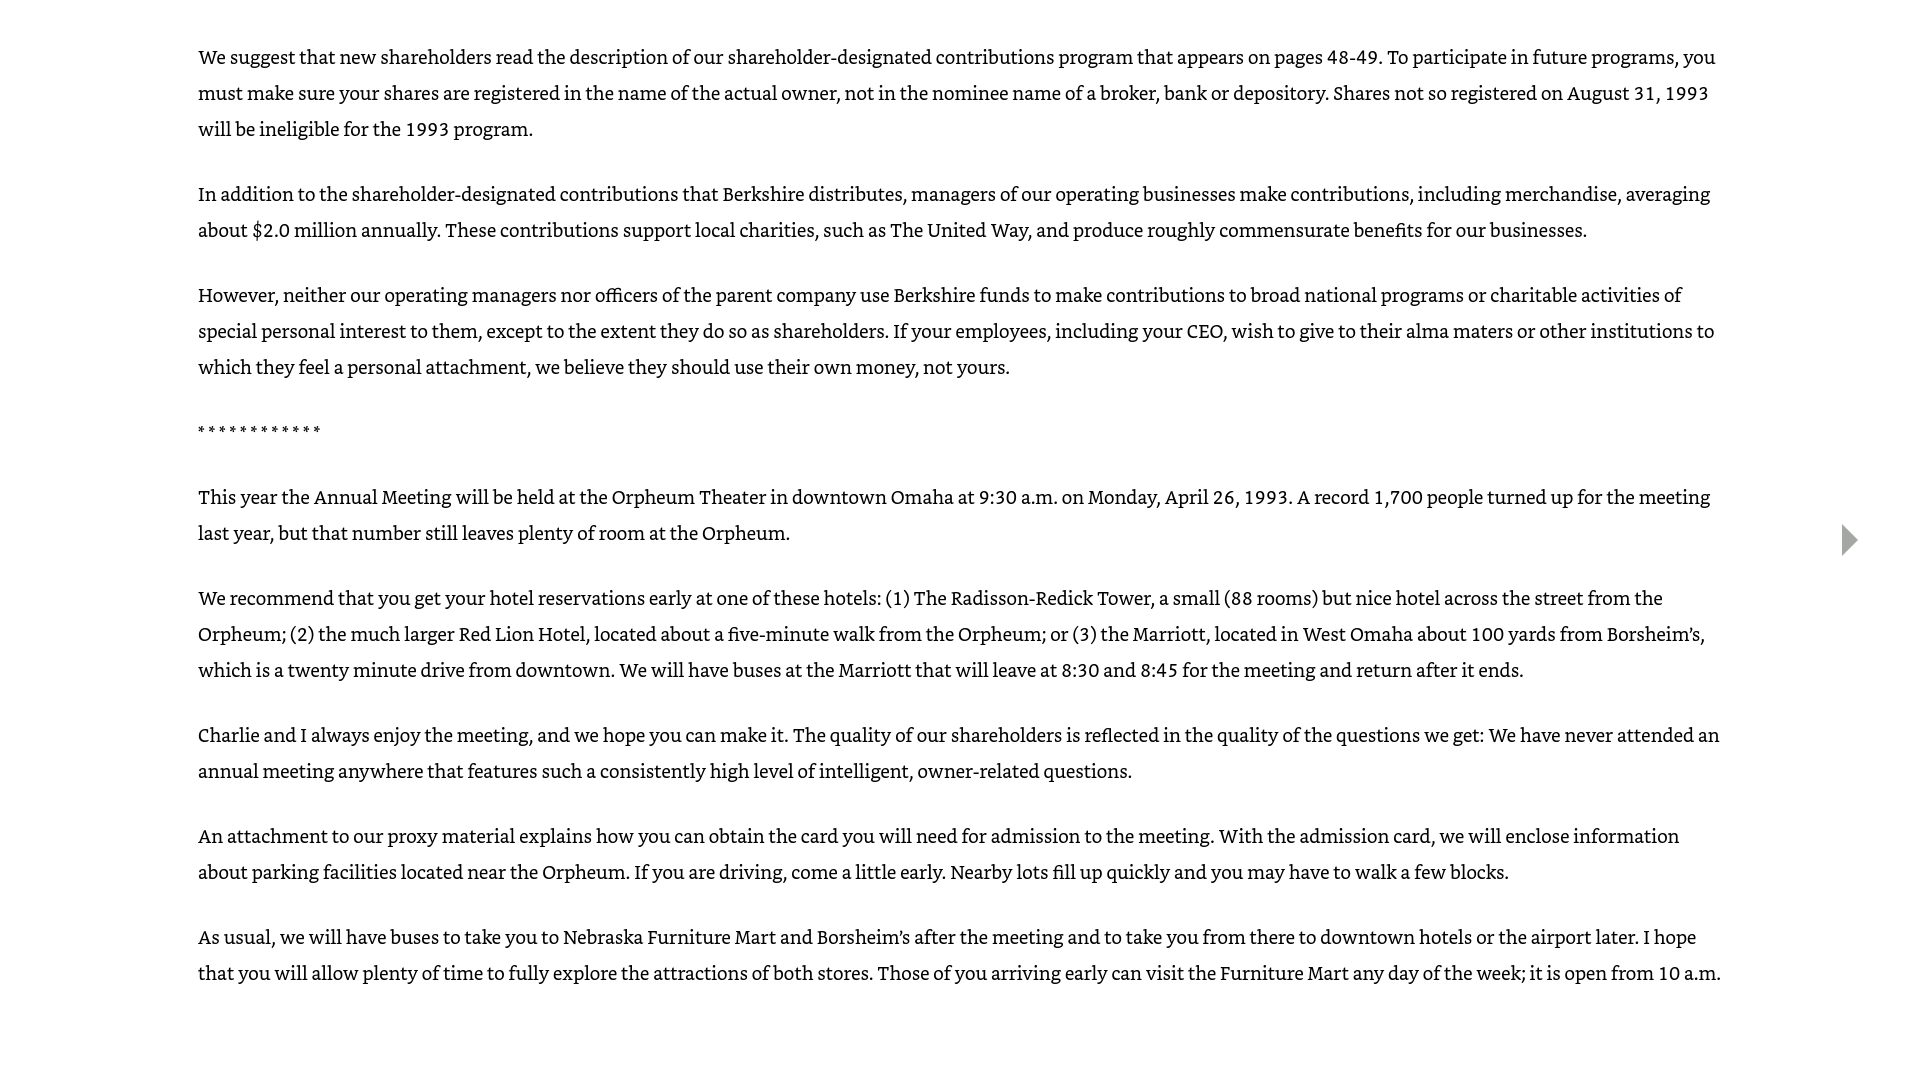 We suggest that new shareholders read the description of our shareholder-designated contributions program that appears on pages 48-49. To participate in future programs, you
must make sure your shares are registered in the name of the actual owner, not in the nominee name of a broker, bank or depository. Shares not so registered on August 31, 1993
will be ineligible for the 1993 program.
In addition to the shareholder-designated contributions that Berkshire distributes, managers of our operating businesses make contributions, including merchandise, averaging
about $2.0 million annually. These contributions support local charities, such as The United Way, and produce roughly commensurate benefits for our businesses.
However, neither our operating managers nor officers of the parent company use Berkshire funds to make contributions to broad national programs or charitable activities of
special personal interest to them, except to the extent they do so as shareholders. If your employees, including your CEO, wish to give to their alma maters or other institutions to
which they feel a personal attachment, we believe they should use their own money, not yours.
* * * * * * * * * * * *
This year the Annual Meeting will be held at the Orpheum Theater in downtown Omaha at 9:30 a.m. on Monday, April 26, 1993. A record 1,700 people turned up for the meeting
last year, but that number still leaves plenty of room at the Orpheum.
We recommend that you get your hotel reservations early at one of these hotels: (1) The Radisson-Redick Tower, a small (88 rooms) but nice hotel across the street from the
Orpheum; (2) the much larger Red Lion Hotel, located about a five-minute walk from the Orpheum; or (3) the Marriott, located in West Omaha about 100 yards from Borsheim’s,
which is a twenty minute drive from downtown. We will have buses at the Marriott that will leave at 8:30 and 8:45 for the meeting and return after it ends.
Charlie and I always enjoy the meeting, and we hope you can make it. The quality of our shareholders is reflected in the quality of the questions we get: We have never attended an
annual meeting anywhere that features such a consistently high level of intelligent, owner-related questions.
An attachment to our proxy material explains how you can obtain the card you will need for admission to the meeting. With the admission card, we will enclose information
about parking facilities located near the Orpheum. If you are driving, come a little early. Nearby lots fill up quickly and you may have to walk a few blocks.
As usual, we will have buses to take you to Nebraska Furniture Mart and Borsheim’s after the meeting and to take you from there to downtown hotels or the airport later. I hope
that you will allow plenty of time to fully explore the attractions of both stores. Those of you arriving early can visit the Furniture Mart any day of the week; it is open from 10 a.m.